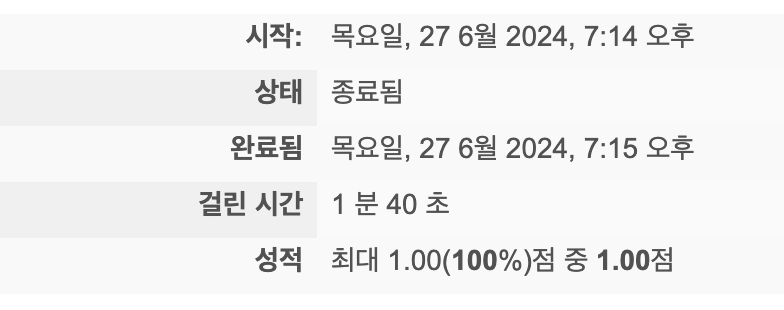 시작: 목요일, 27 6월 2024, 7:14 오후
상태 종료됨
완료됨 목요일, 27 6월 2024, 7:15 오후
걸린 시간 1 분 40 초
성적 최대 1.00(100%)점 중 1.00점